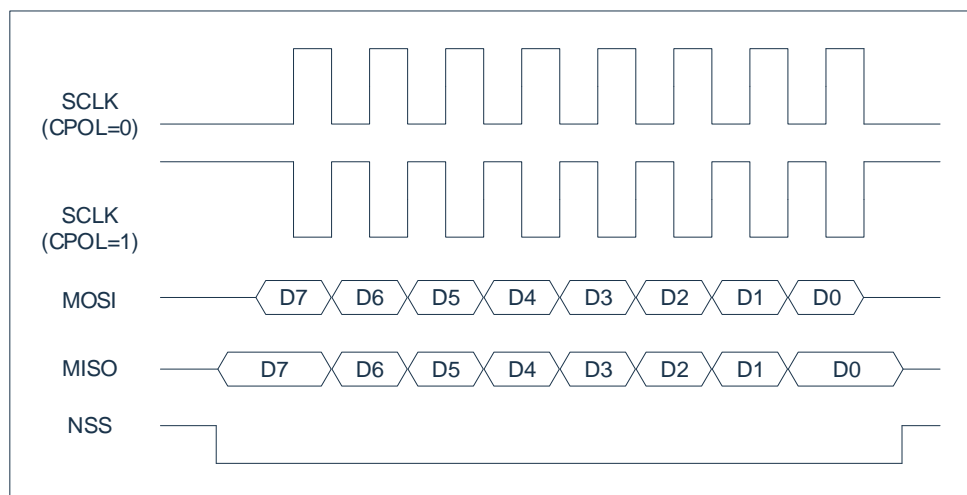 SCLK
(CPOL=0)
SCLK
(CPOL=1)
MOSI D7 D6 D5 D4 D3 D2 D1 D0
MISO D7 D6 D5 D4 D3 D2 D1 D0
NSS